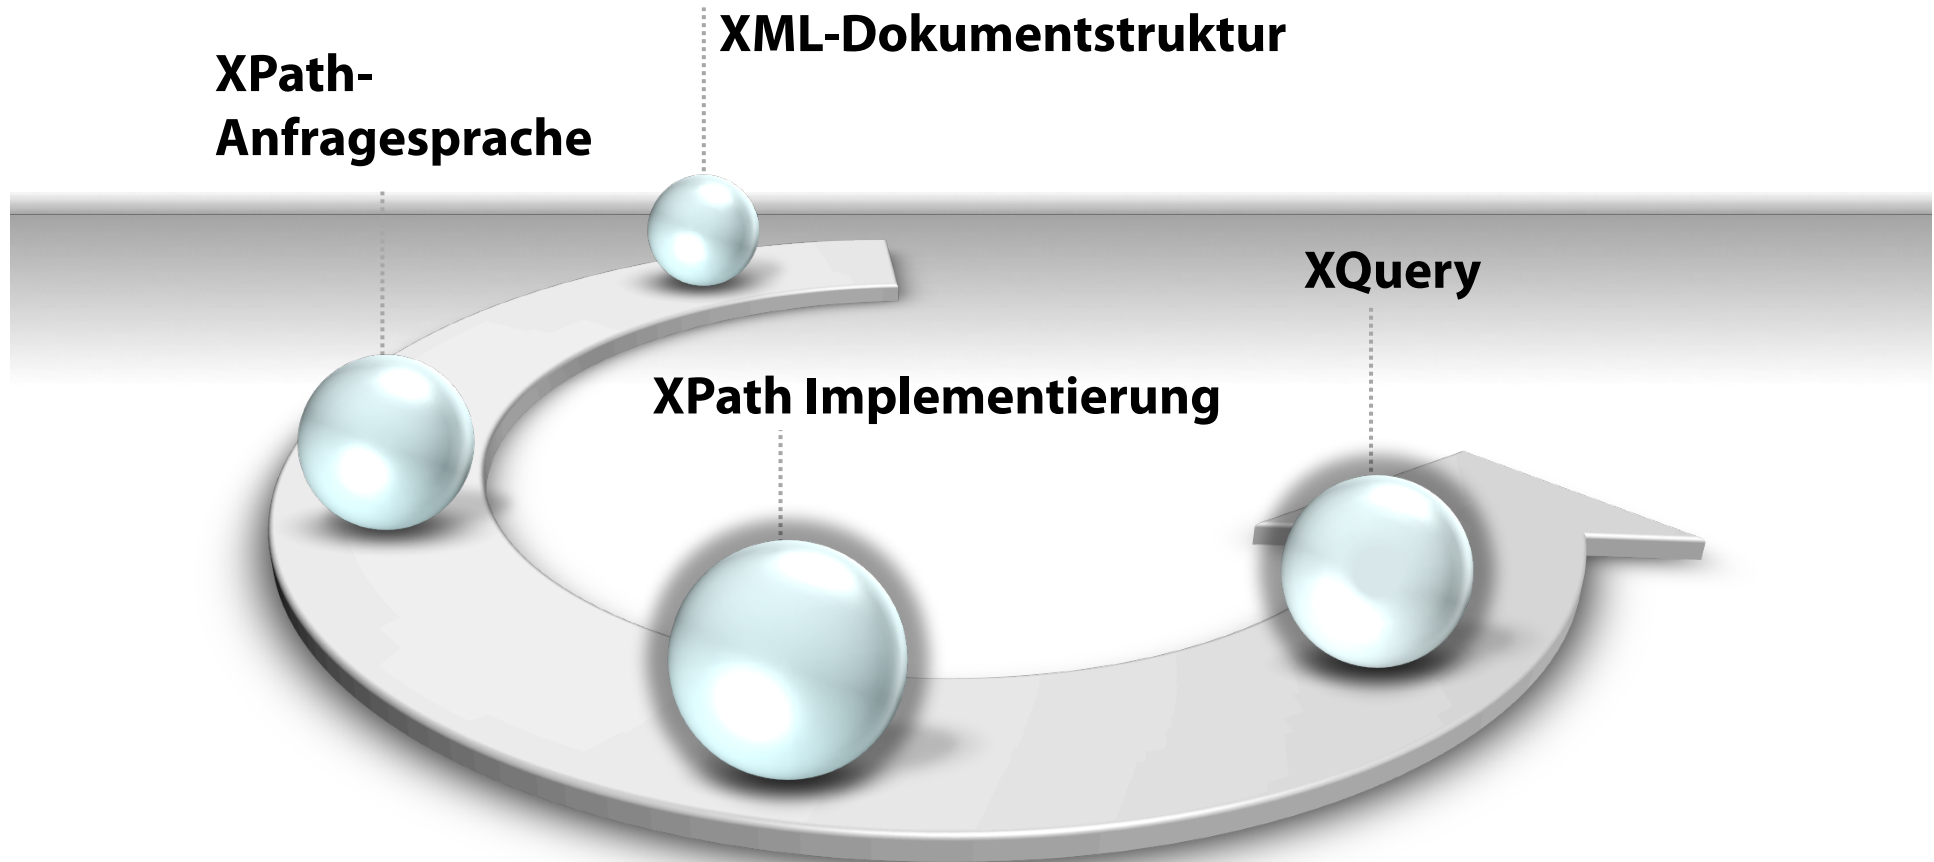 XML-Dokumentstruktur
XPath-
Anfragesprache
XQuery
XPath Implementierung